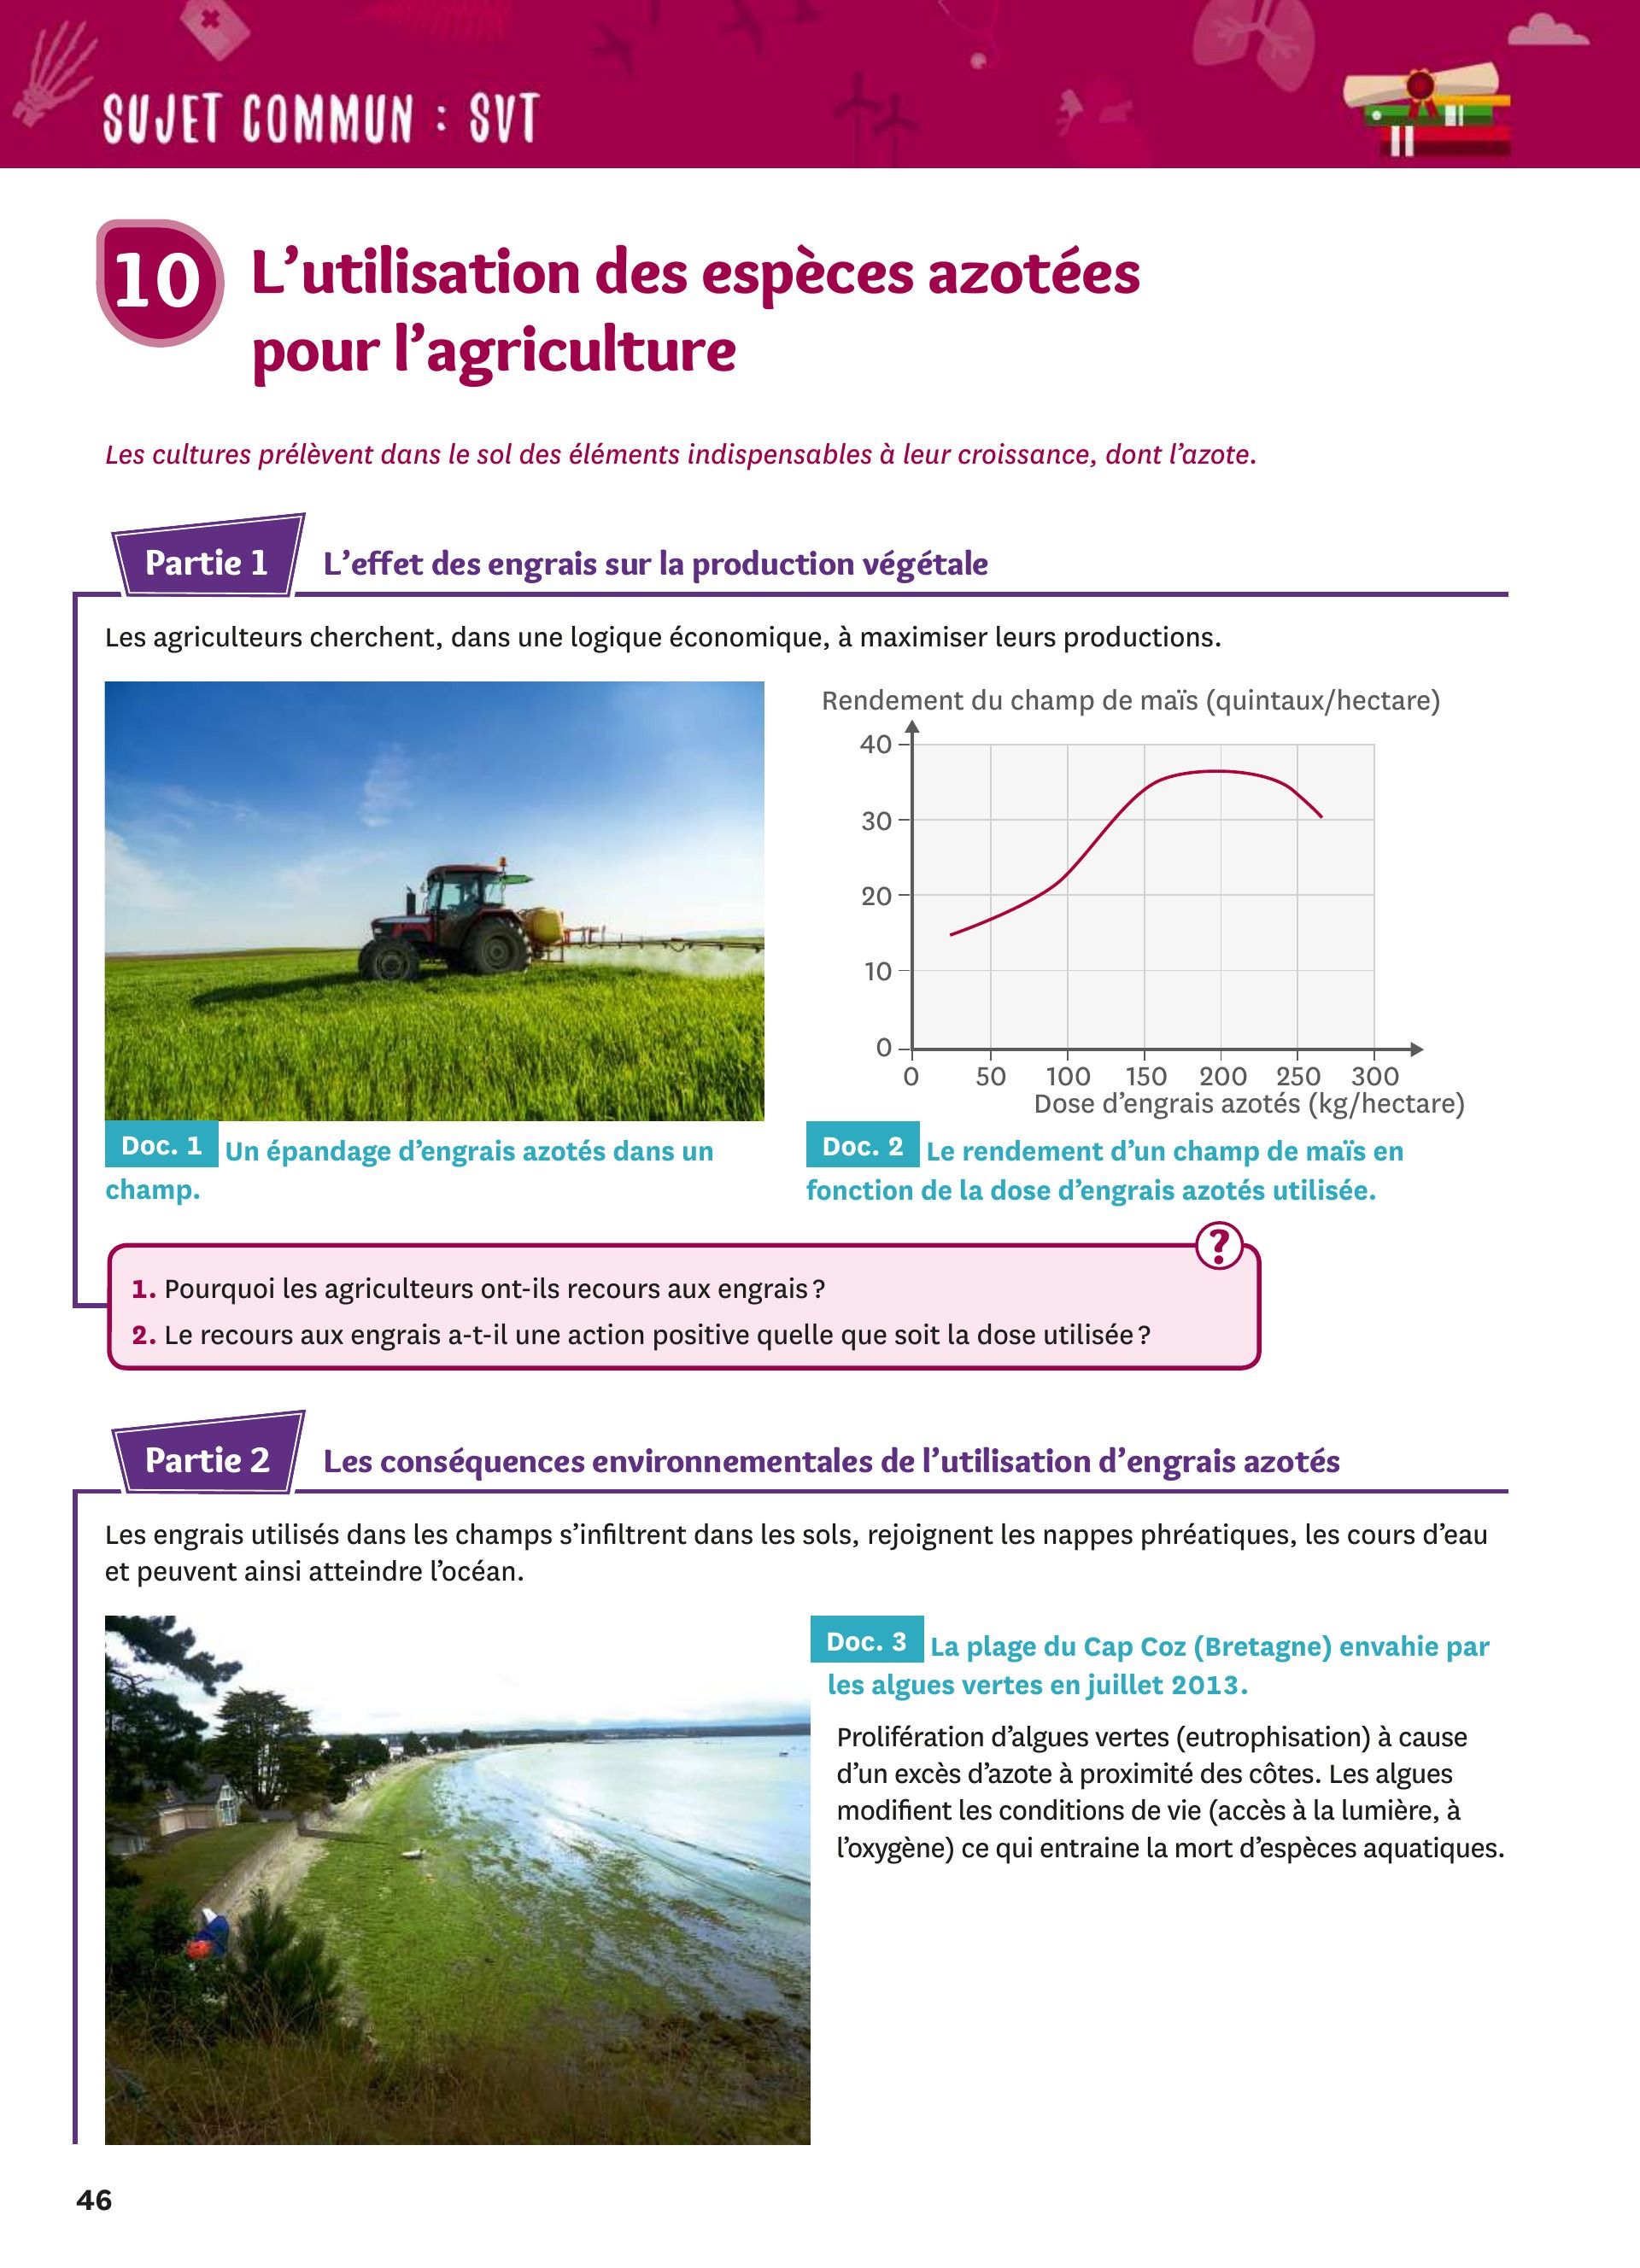 SUJET COMMUN : SVT
10
L’utilisation des espèces azotées
pour l’agriculture
Les cultures prélèvent dans le sol des éléments indispensables à leur croissance, dont l’azote.
Partie 1
L’effet des engrais sur la production végétale
Les agriculteurs cherchent, dans une logique économique, à maximiser leurs productions.
Rendement du champ de maïs (quintaux/hectare)
40
30
20
10
0
0 50 100 150 200 250 300
Dose d’engrais azotés (kg/hectare)
Doc. 1 Un épandage d’engrais azotés dans un
champ.
Doc. 2 Le rendement d’un champ de maïs en
fonction de la dose d’engrais azotés utilisée.
?
1. Pourquoi les agriculteurs ont-ils recours aux engrais ?
2. Le recours aux engrais a-t-il une action positive quelle que soit la dose utilisée ?
Partie 2
Les conséquences environnementales de l’utilisation d’engrais azotés
Les engrais utilisés dans les champs s’infiltrent dans les sols, rejoignent les nappes phréatiques, les cours d’eau
et peuvent ainsi atteindre l’océan.
Doc. 3 La plage du Cap Coz (Bretagne) envahie par
les algues vertes en juillet 2013.
Prolifération d’algues vertes (eutrophisation) à cause
d’un excès d’azote à proximité des côtes. Les algues
modifient les conditions de vie (accès à la lumière, à
l’oxygène) ce qui entraine la mort d’espèces aquatiques.
46